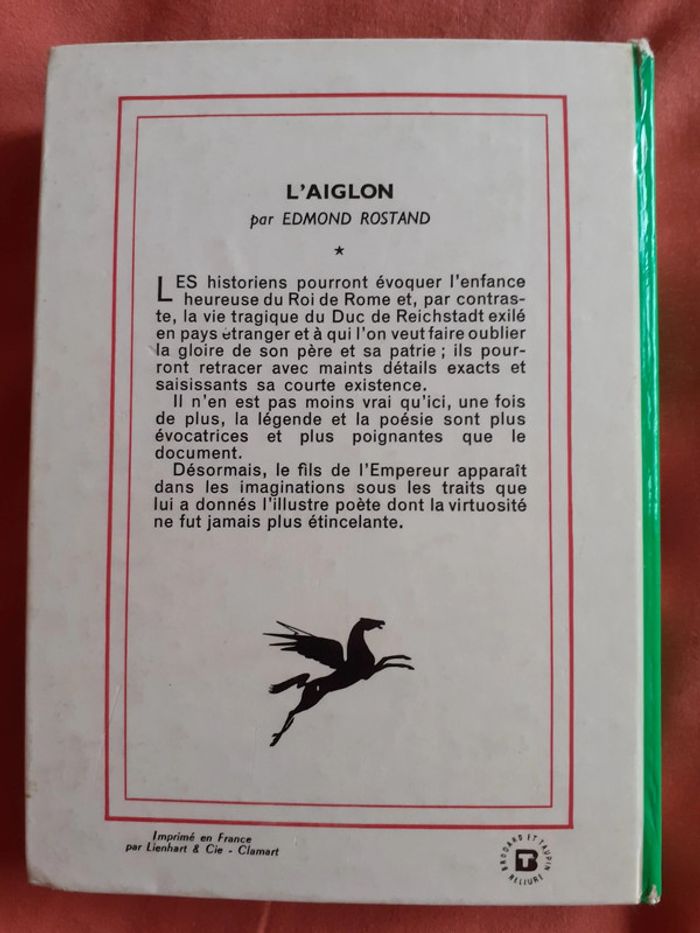 L'AIGLON
par EDMOND ROSTAND
★
LES historiens pourront évoquer l'enfance
heureuse du Roi de Rome et, par contras-
te, la vie tragique du Duc de Reichstadt exilé
en pays étranger et à qui l'on veut faire oublier
la gloire de son père et sa patrie ; ils pour-
ront retracer avec maints détails exacts et
saisissants sa courte existence.
Il n'en est pas moins vrai qu'ici, une fois
de plus, la légende et la poésie sont plus
évocatrices et plus poignantes que le
document.
Désormais, le fils de l'Empereur apparaît
dans les imaginations sous les traits que
lui a donnés l'illustre poète dont la virtuosité
ne fut jamais plus étincelante.
Imprimé en France
par Lienhart & Cie - Clamart
BRODARD ET TAUPIN
RELIURE